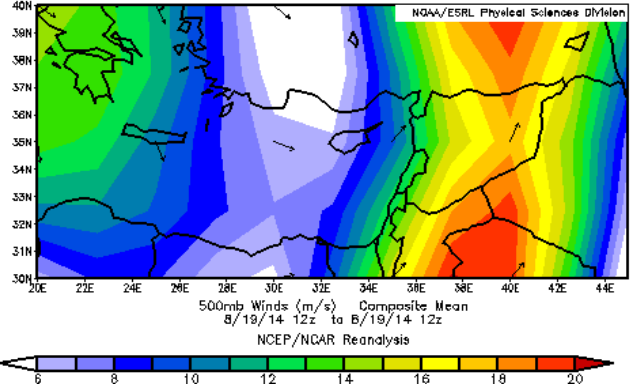 NOAA/ESRL Physical Sciences Division
40N
39N
38N
37N
36N
35N
34N
33N
32N
31N
30N
20E 22E 24E 26E 28E 30E 32E 34E 36E 38E 40E 42E 44E
500mb Winds (m/s) Composite Mean
8/19/14 12z to 8/19/14 12z
NCEP/NCAR Reanalysis
6 8 10 12 14 16 18 20